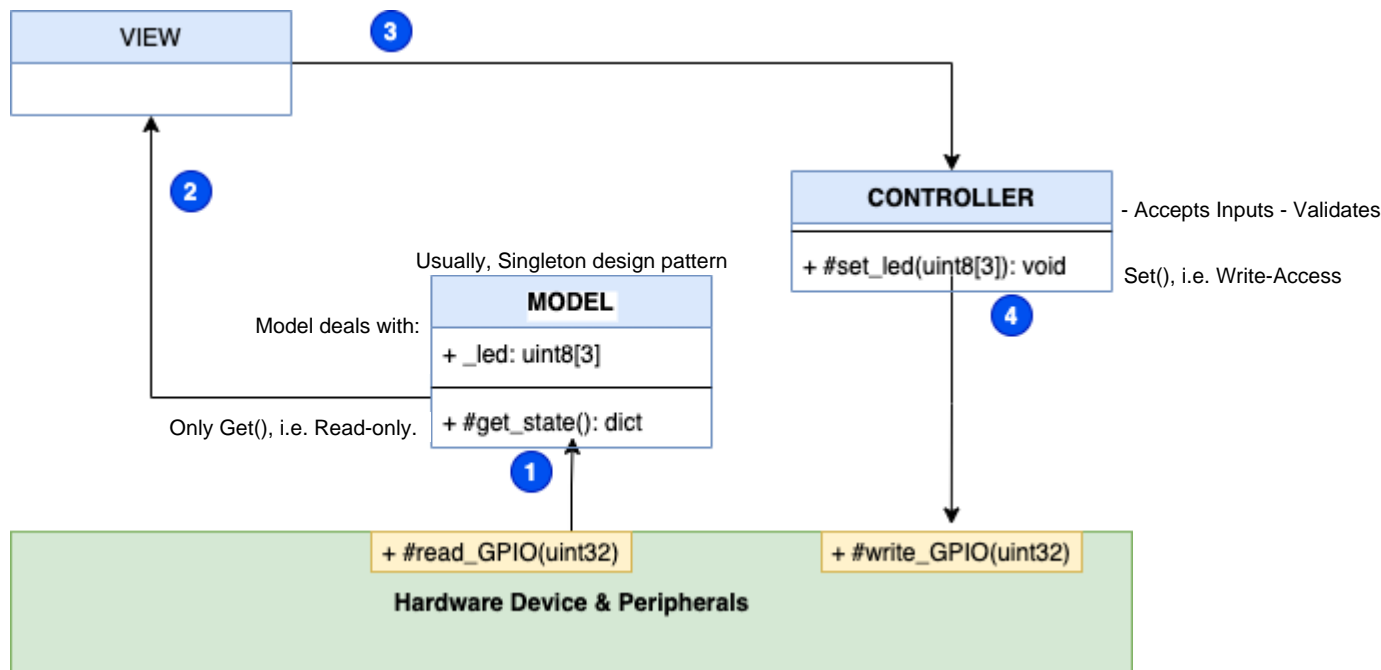 VIEW
3
2
CONTROLLER
- Accepts Inputs - Validates
+ #set_led(uint8[3]): void
Set(), i.e. Write-Access
4
Usually, Singleton design pattern
MODEL
Model deals with:
+ _led: uint8[3]
Only Get(), i.e. Read-only.
+ #get_state(): dict
1
+ #read_GPIO(uint32)
+ #write_GPIO(uint32)
Hardware Device & Peripherals